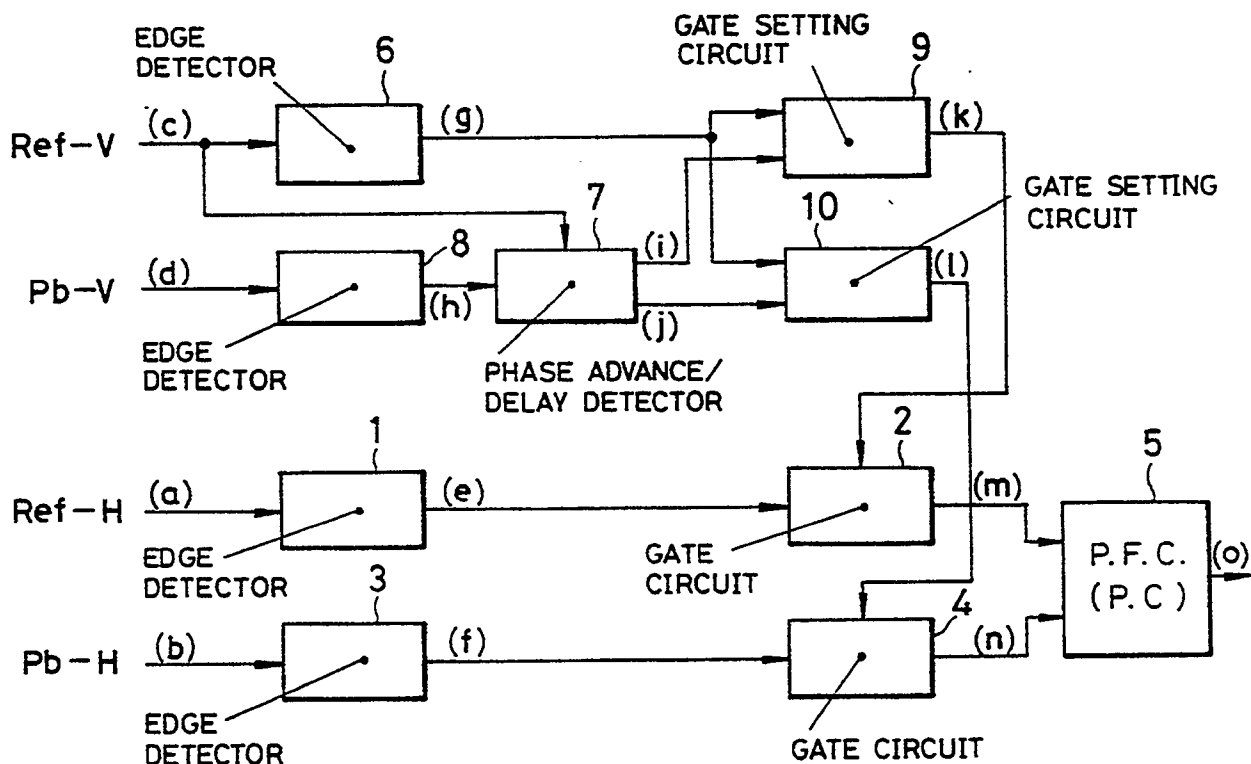 EDGE
DETECTOR
6
GATE SETTING
CIRCUIT
9
Ref-V
(c)
(g)
(k)
7
(i)
10
GATE SETTING
CIRCUIT
Pb-V
(d)
8
(h)
(j)
(l)
EDGE
DETECTOR
PHASE ADVANCE/
DELAY DETECTOR
1
2
5
Ref-H
(a)
(e)
(m)
EDGE
DETECTOR
GATE
CIRCUIT
P.F.C.
(P.C)
(o)
3
4
Pb-H
(b)
(f)
(n)
EDGE
DETECTOR
GATE CIRCUIT